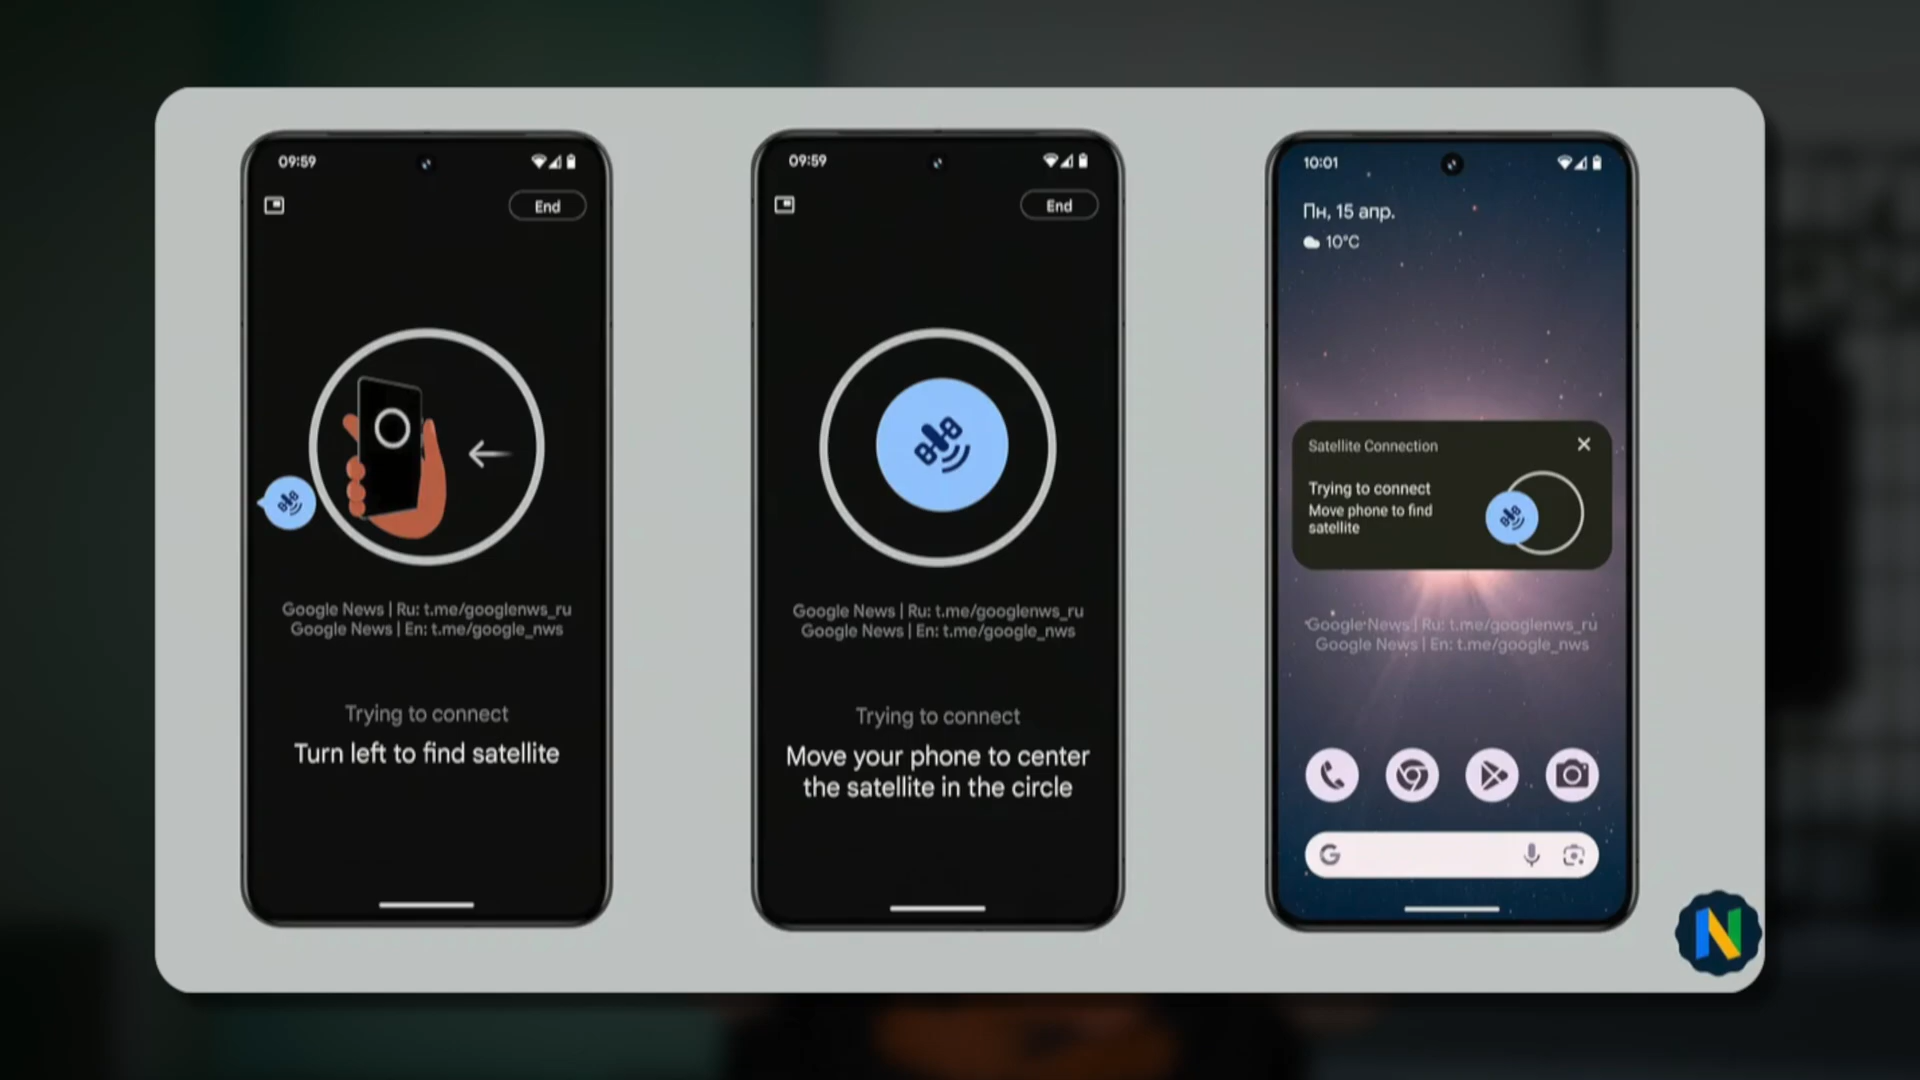 09:59
End
Google News | Ru: t.me/googlenws_ru
Google News | En: t.me/google_nws
Trying to connect
Turn left to find satellite
09:59
End
Google News | Ru: t.me/googlenws_ru
Google News | En: t.me/google_nws
Trying to connect
Move your phone to center
the satellite in the circle
10:01
Пн, 15 апр.
10°C
Satellite Connection
Trying to connect
Move phone to find
satellite
Google News | Ru: t.me/googlenws_ru
Google News | En: t.me/google_nws
G
N